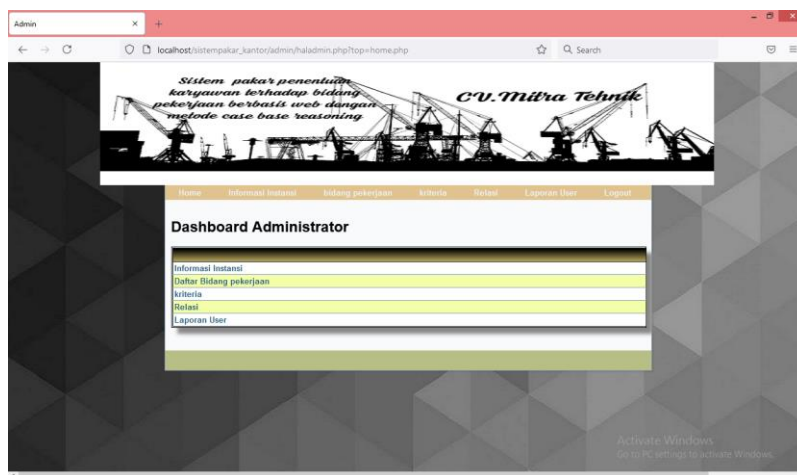 Admin
localhost/sistempakar_kantor/admin/haladmin.php?top=home.php
Search
Sistem pakar penentuan
karyawan terhadap bidang
pekerjaan berbasis web dangan
metode case base reasoning
CV.Mitra Tehnik
Home Informasi Instansi bidang pekerjaan kriteria Relasi Laporan User Logout
Dashboard Administrator
Informasi Instansi
Daftar Bidang pekerjaan
kriteria
Relasi
Laporan User
Activate Windows
Go to PC settings to activate Windows.